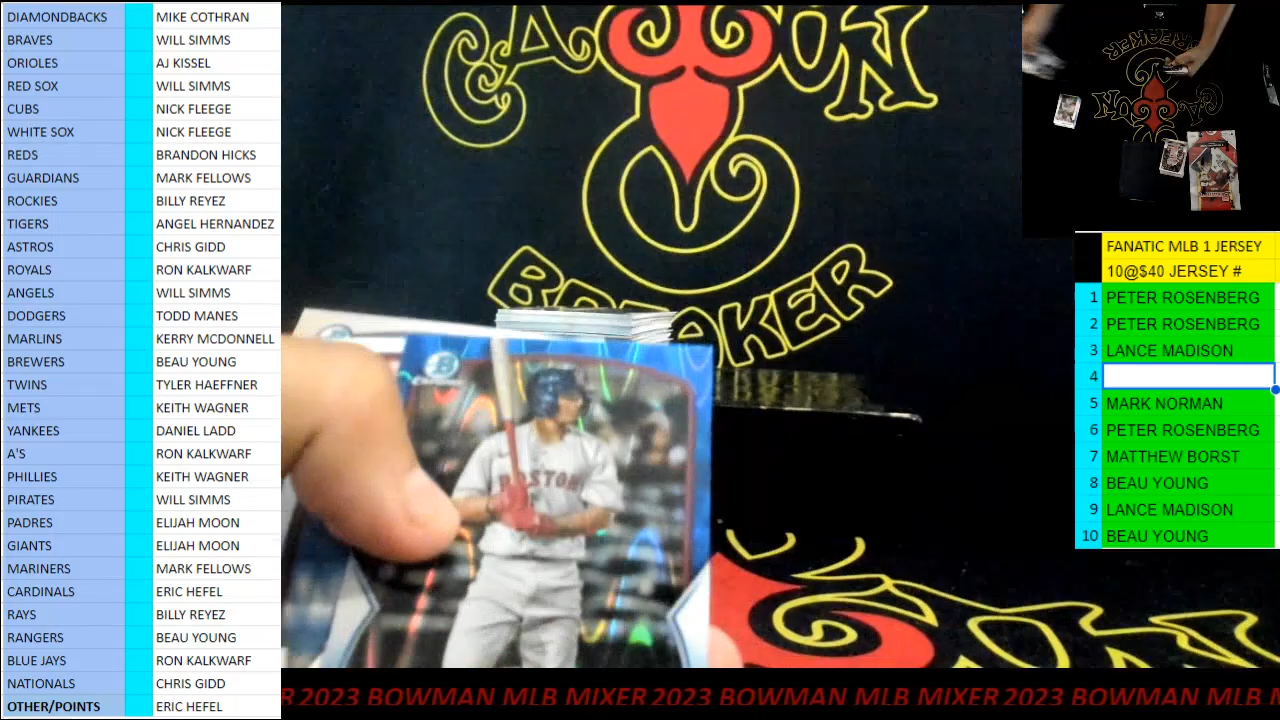 DIAMONDBACKS MIKE COTHRAN
BRAVES WILL SIMMS
ORIOLES AJ KISSEL
RED SOX WILL SIMMS
CUBS NICK FLEEGE
WHITE SOX NICK FLEEGE
REDS BRANDON HICKS
GUARDIANS MARK FELLOWS
ROCKIES BILLY REYEZ
TIGERS ANGEL HERNANDEZ
ASTROS CHRIS GIDD
ROYALS RON KALKWARF
ANGELS WILL SIMMS
DODGERS TODD MANES
MARLINS KERRY MCDONNELL
BREWERS BEAU YOUNG
TWINS TYLER HAEFFNER
METS KEITH WAGNER
YANKEES DANIEL LADD
A'S RON KALKWARF
PHILLIES KEITH WAGNER
PIRATES WILL SIMMS
PADRES ELIJAH MOON
GIANTS ELIJAH MOON
MARINERS MARK FELLOWS
CARDINALS ERIC HEFEL
RAYS BILLY REYEZ
RANGERS BEAU YOUNG
BLUE JAYS RON KALKWARF
NATIONALS CHRIS GIDD
OTHER/POINTS ERIC HEFEL
BREAKER
BOSTON
BREAKER
FANATIC MLB 1 JERSEY
10@$40 JERSEY #
1 PETER ROSENBERG
2 PETER ROSENBERG
3 LANCE MADISON
4
5 MARK NORMAN
6 PETER ROSENBERG
7 MATTHEW BORST
8 BEAU YOUNG
9 LANCE MADISON
10 BEAU YOUNG
R 2023 BOWMAN MLB MIXER 2023 BOWMAN MLB MIXER 2023 BOWMAN MLB M